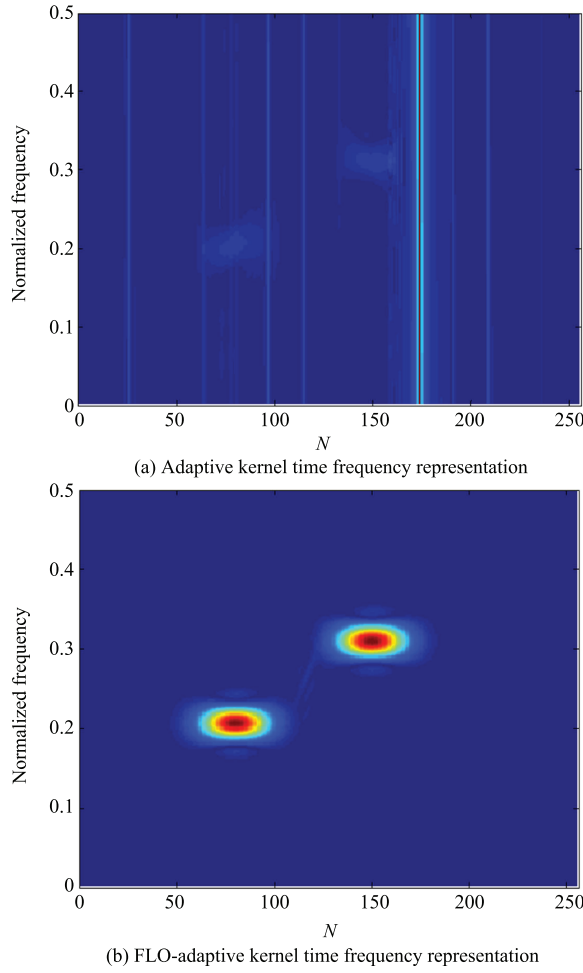 0.5
0.4
0.3
0.2
0.1
0
Normalized frequency
0 50 100 150 200 250
N
(a) Adaptive kernel time frequency representation
0.5
0.4
0.3
0.2
0.1
0
Normalized frequency
50 100 150 200 250
N
(b) FLO-adaptive kernel time frequency representation